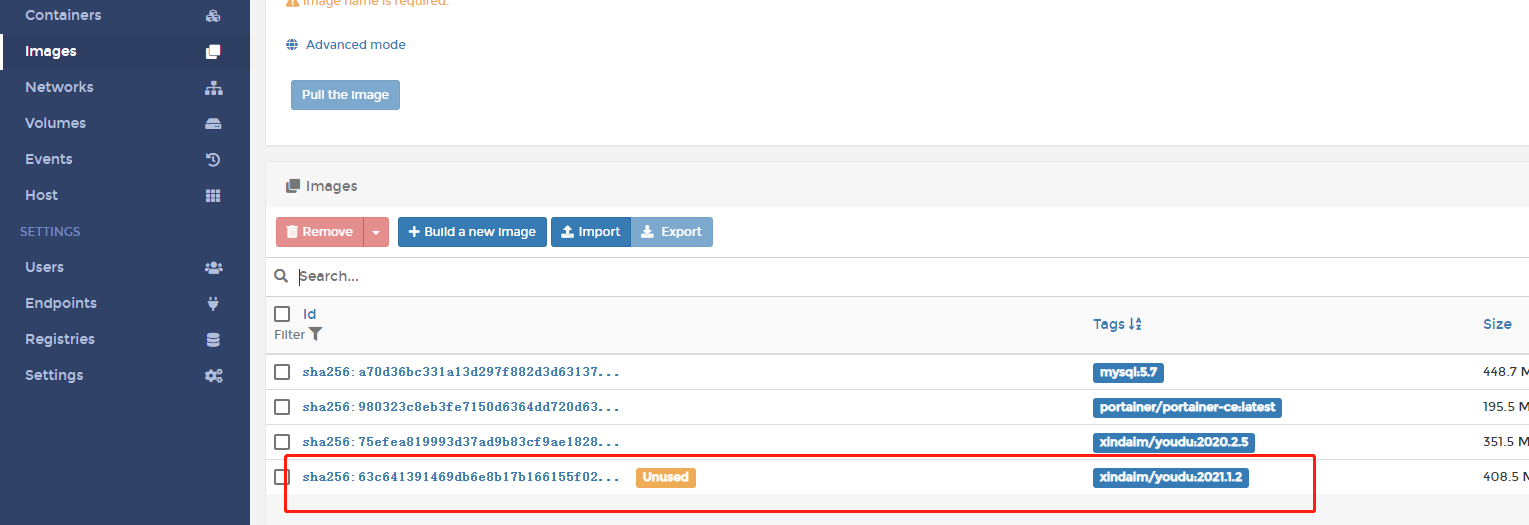 Containers
Image name is required.
Images
Advanced mode
Networks
Pull the image
Volumes
Events
Host
Images
SETTINGS
Remove
Build a new image
Import
Export
Users
Search...
Endpoints
Id
Filter
Tags
Size
Registries
Settings
sha256:a70d36bc331a13d297f882d3d63137...
mysql:5.7
448.7 M
sha256:980323c8eb3fe7150d6364dd720d63...
portainer/portainer-ce:latest
195.5 M
sha256:75efea819993d37ad9b83cf9ae1828...
xindaim/youdu:2020.2.5
351.5 M
sha256:63c641391469db6e8b17b166155f02...
Unused
xindaim/youdu:2021.1.2
408.5 M